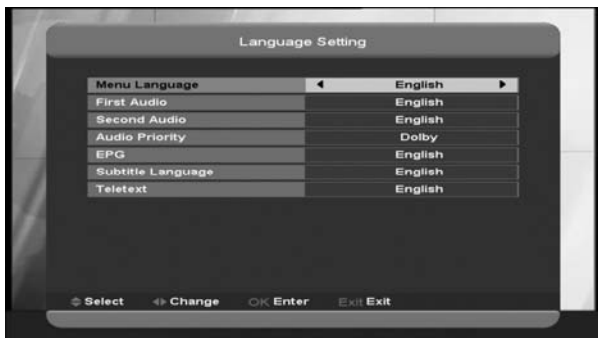 Language Setting
Menu Language English
First Audio English
Second Audio English
Audio Priority Dolby
EPG English
Subtitle Language English
Teletext English
Select Change OK Enter Exit Exit